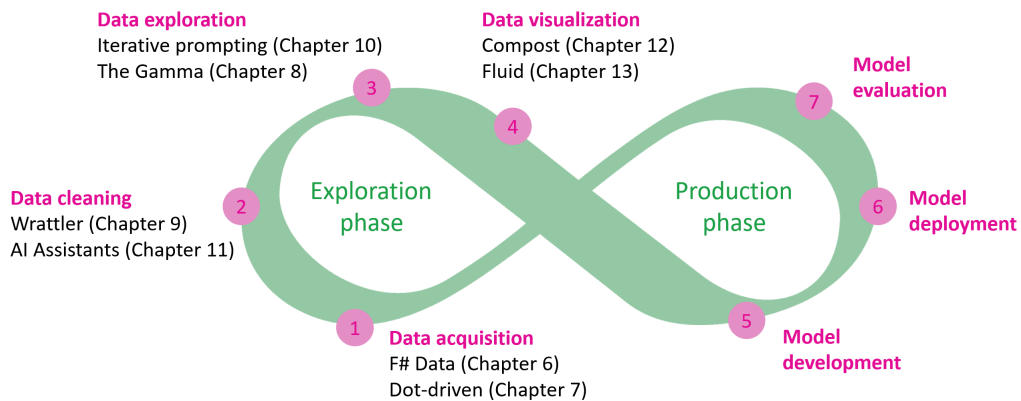 Data exploration
Iterative prompting (Chapter 10)
The Gamma (Chapter 8)
3
Data visualization
Compost (Chapter 12)
Fluid (Chapter 13)
4
Model
evaluation
7
Data cleaning
Wrattler (Chapter 9)
AI Assistants (Chapter 11)
2
Exploration
phase
Production
phase
6
Model
deployment
1
Data acquisition
F# Data (Chapter 6)
Dot-driven (Chapter 7)
5
Model
development